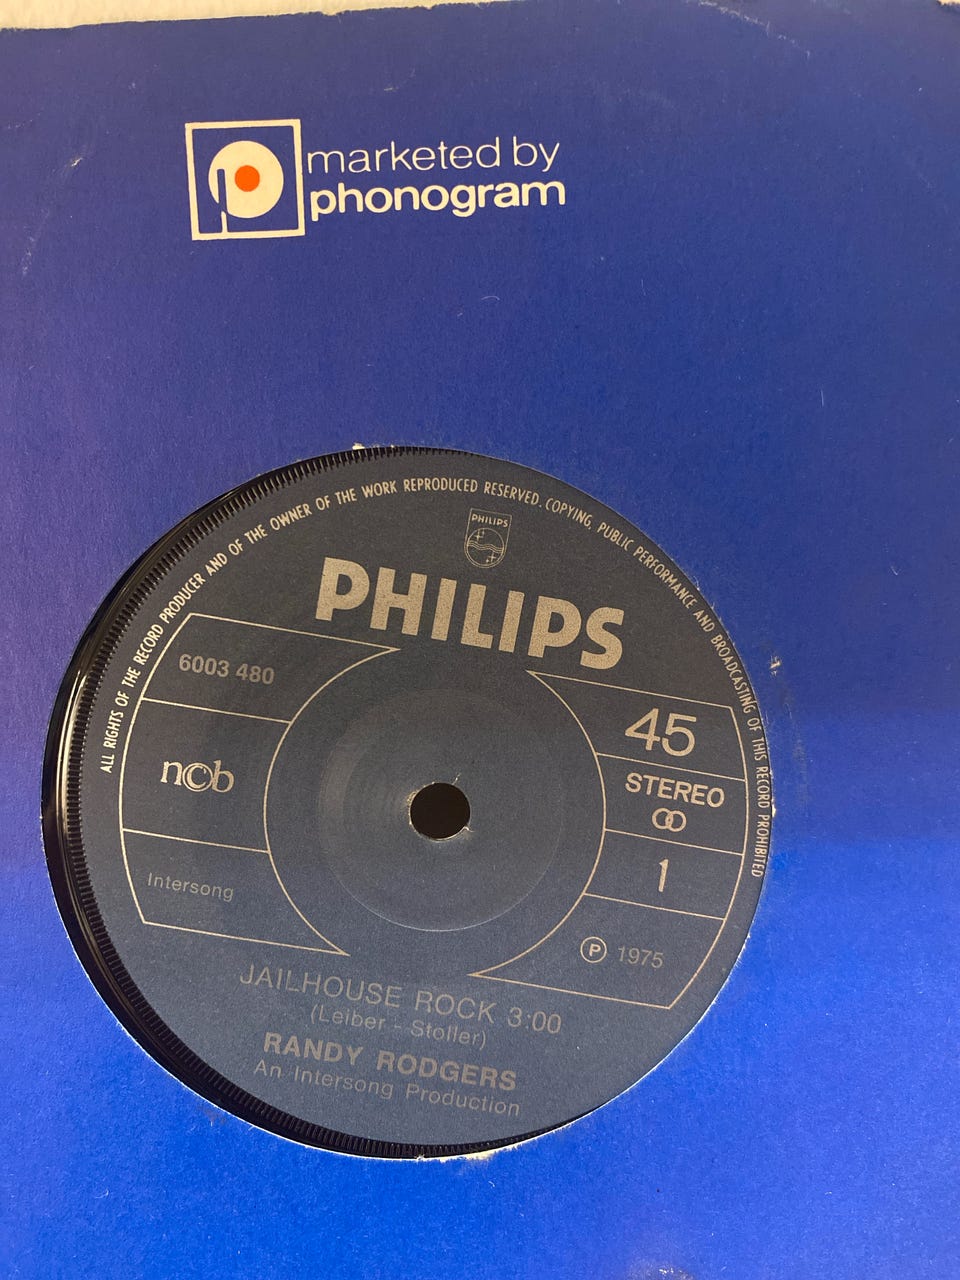 marketed by
phonogram
ALL RIGHTS OF THE RECORD PRODUCER AND OF THE OWNER OF THE WORK REPRODUCED RESERVED. COPYING, PUBLIC PERFORMANCE AND BROADCASTING OF THIS RECORD PROHIBITED
PHILIPS
PHILIPS
6003 480
45
ncb
STEREO
1
Intersong
℗ 1975
JAILHOUSE ROCK 3:00
(Leiber - Stoller)
RANDY RODGERS
An Intersong Production